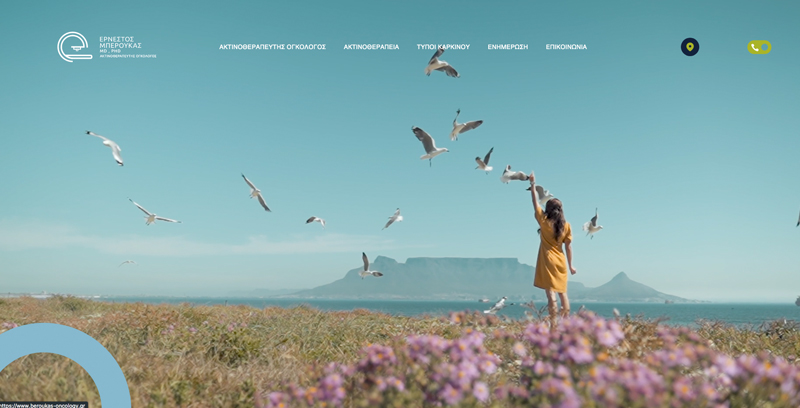 ΕΡΝΕΣΤΟΣ
ΜΠΕΡΟΥΚΑΣ
MD , PHD
ΑΚΤΙΝΟΘΕΡΑΠΕΥΤΗΣ ΟΓΚΟΛΟΓΟΣ
ΑΚΤΙΝΟΘΕΡΑΠΕΥΤΗΣ ΟΓΚΟΛΟΓΟΣ ΑΚΤΙΝΟΘΕΡΑΠΕΙΑ ΤΥΠΟΙ ΚΑΡΚΙΝΟΥ ΕΝΗΜΕΡΩΣΗ ΕΠΙΚΟΙΝΩΝΙΑ
https://www.beroukas-oncology.gr